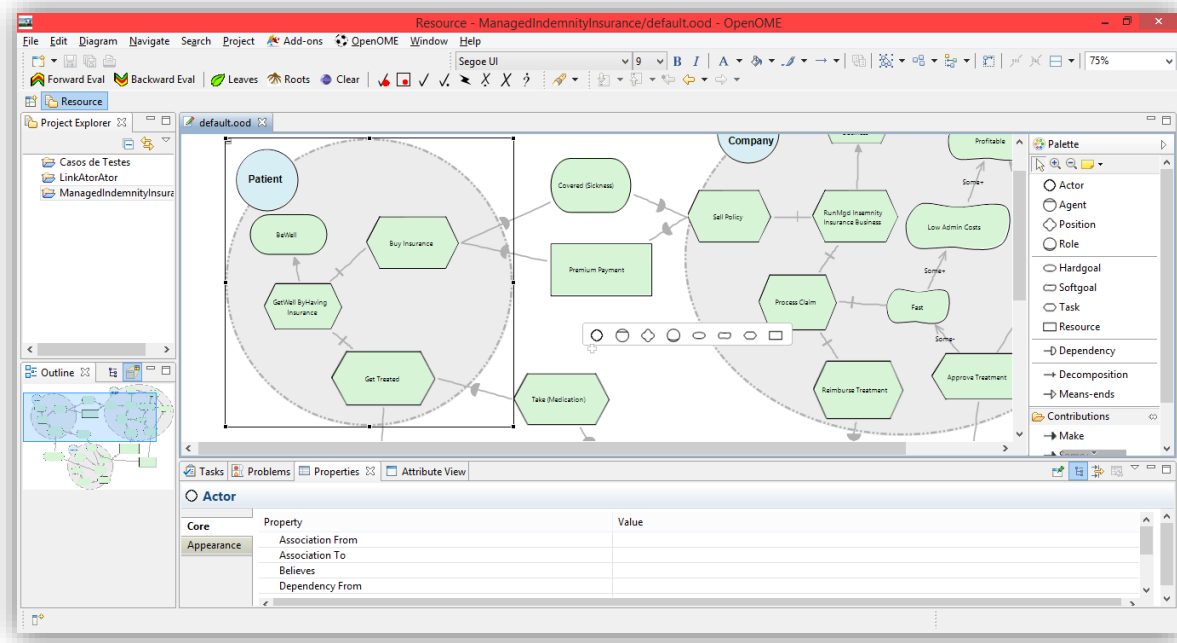 Resource - ManagedIndemnityInsurance/default.ood - OpenOME
File Edit Diagram Navigate Search Project Add-ons OpenOME Window Help
Segoe UI 9 B I A 75%
Forward Eval Backward Eval Leaves Roots Clear
Resource
Project Explorer
default.ood
Casos de Testes
LinkAtorAtor
ManagedIndemnityInsura
Outline
Patient
BeWell
Buy Insurance
GetWell ByHaving
Insurance
Get Treated
Covered (Sickness)
Premium Payment
Take (Medication)
Company
Business
Profitable
Some+
Sell Policy
RunMgd Insemnity
Insurance Business
Low Admin Costs
Some+
Process Claim
Fast
Some-
Reimburse Treatment
Approve Treatment
Palette
Actor
Agent
Position
Role
Hardgoal
Softgoal
Task
Resource
Dependency
Decomposition
Means-ends
Contributions
Make
Tasks Problems Properties Attribute View
Actor
Core
Appearance
Property Value
Association From
Association To
Believes
Dependency From